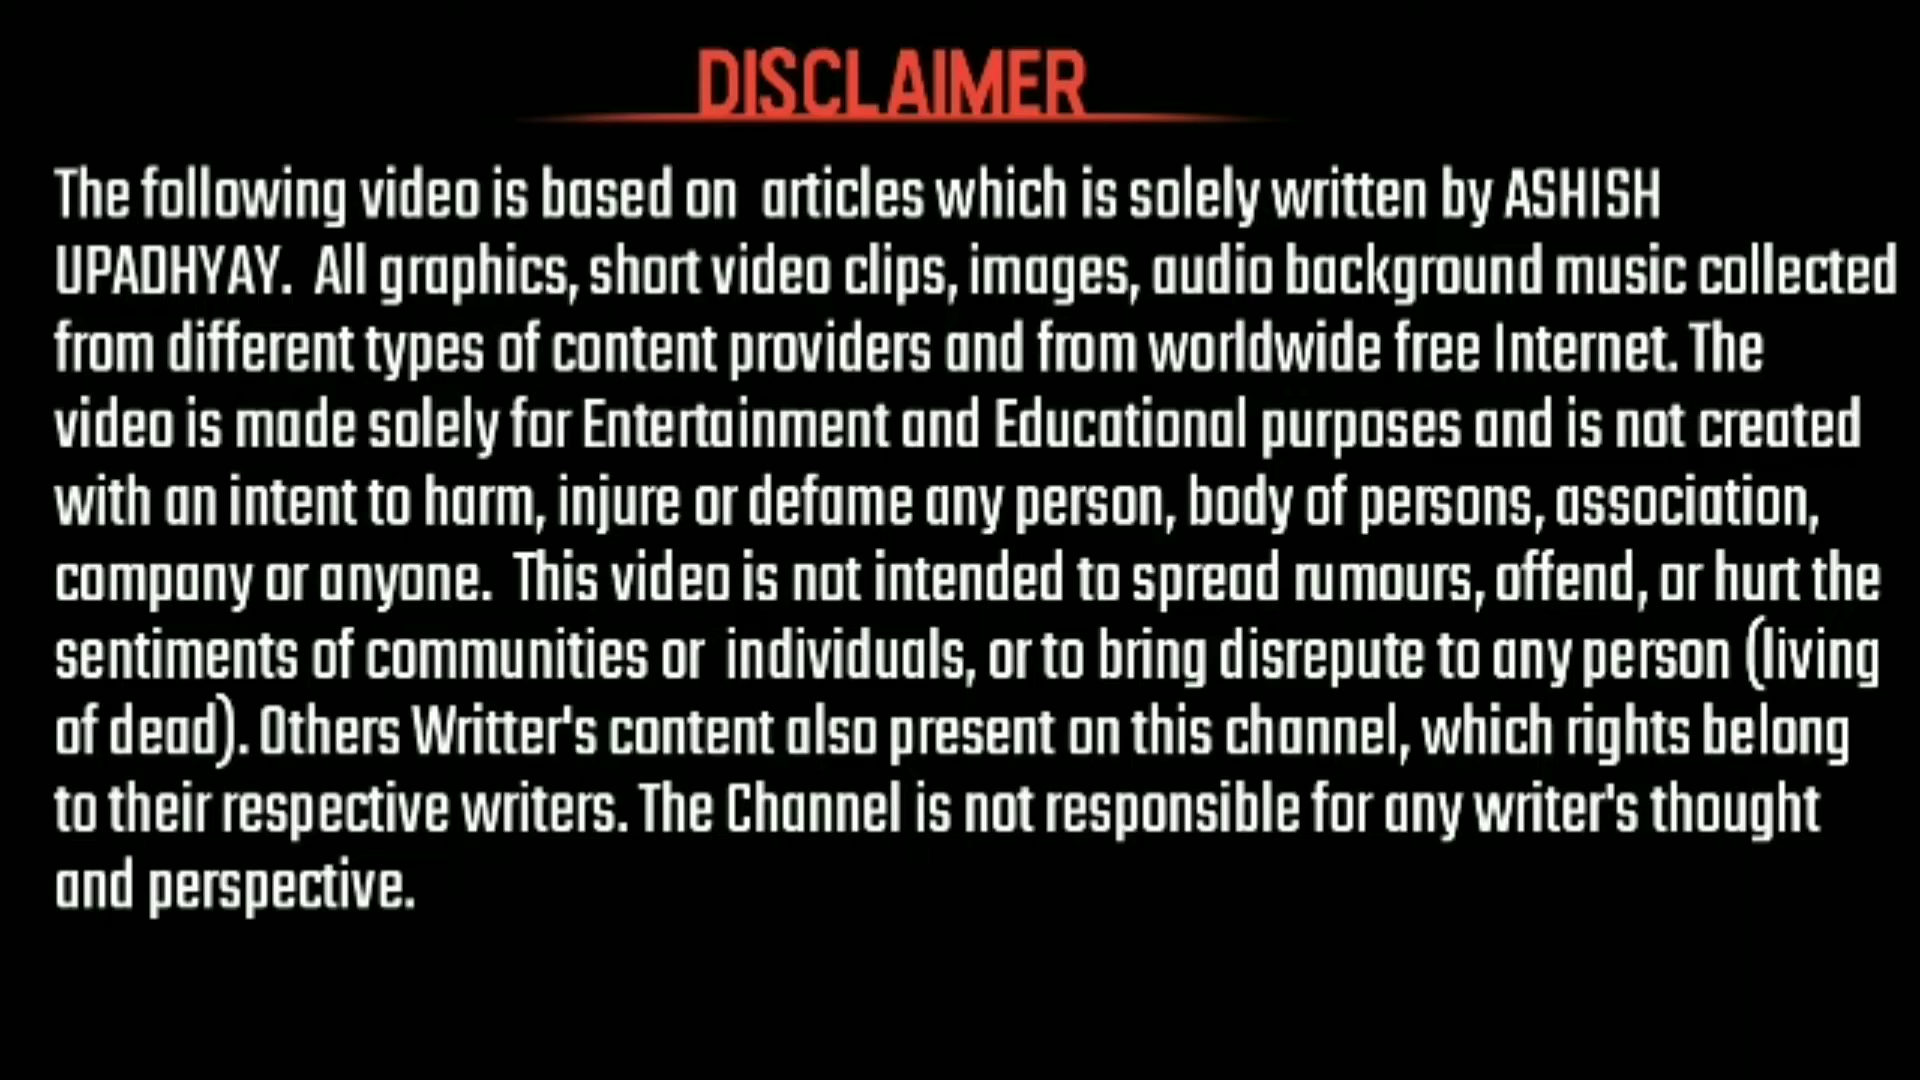 DISCLAIMER
The following video is based on articles which is solely written by ASHISH
UPADHYAY. All graphics, short video clips, images, audio background music collected
from different types of content providers and from worldwide free Internet. The
video is made solely for Entertainment and Educational purposes and is not created
with an intent to harm, injure or defame any person, body of persons, association,
company or anyone. This video is not intended to spread rumours, offend, or hurt the
sentiments of communities or individuals, or to bring disrepute to any person (living
of dead). Others Writter's content also present on this channel, which rights belong
to their respective writers. The Channel is not responsible for any writer's thought
and perspective.